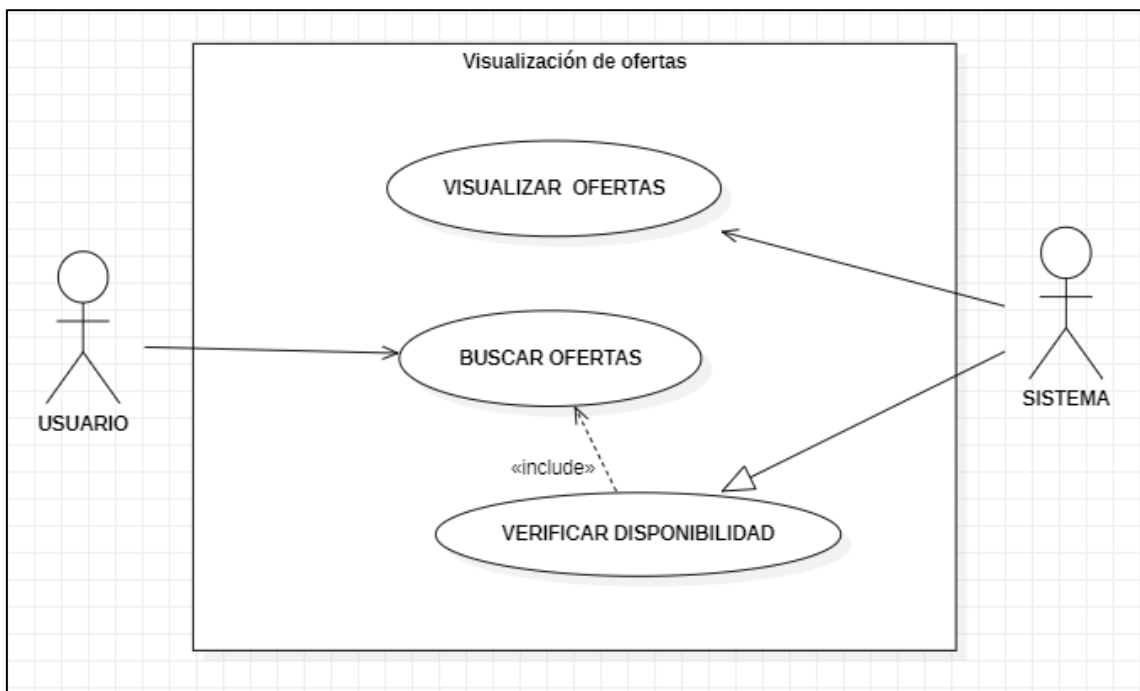 Visualización de ofertas
VISUALIZAR OFERTAS
BUSCAR OFERTAS
USUARIO
SISTEMA
«include»
VERIFICAR DISPONIBILIDAD